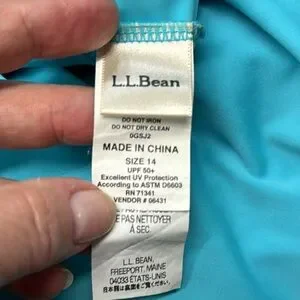 L.L.Bean
DO NOT IRON
DO NOT DRY CLEAN
0GSJ2
MADE IN CHINA
SIZE 14
UPF 50+
Excellent UV Protection
According to ASTM D6603
RN 71341
VENDOR # 06431
PAS NETTOYER
À SEC.
L.L. BEAN,
FREEPORT, MAINE
04033 ÉTATS-UNIS